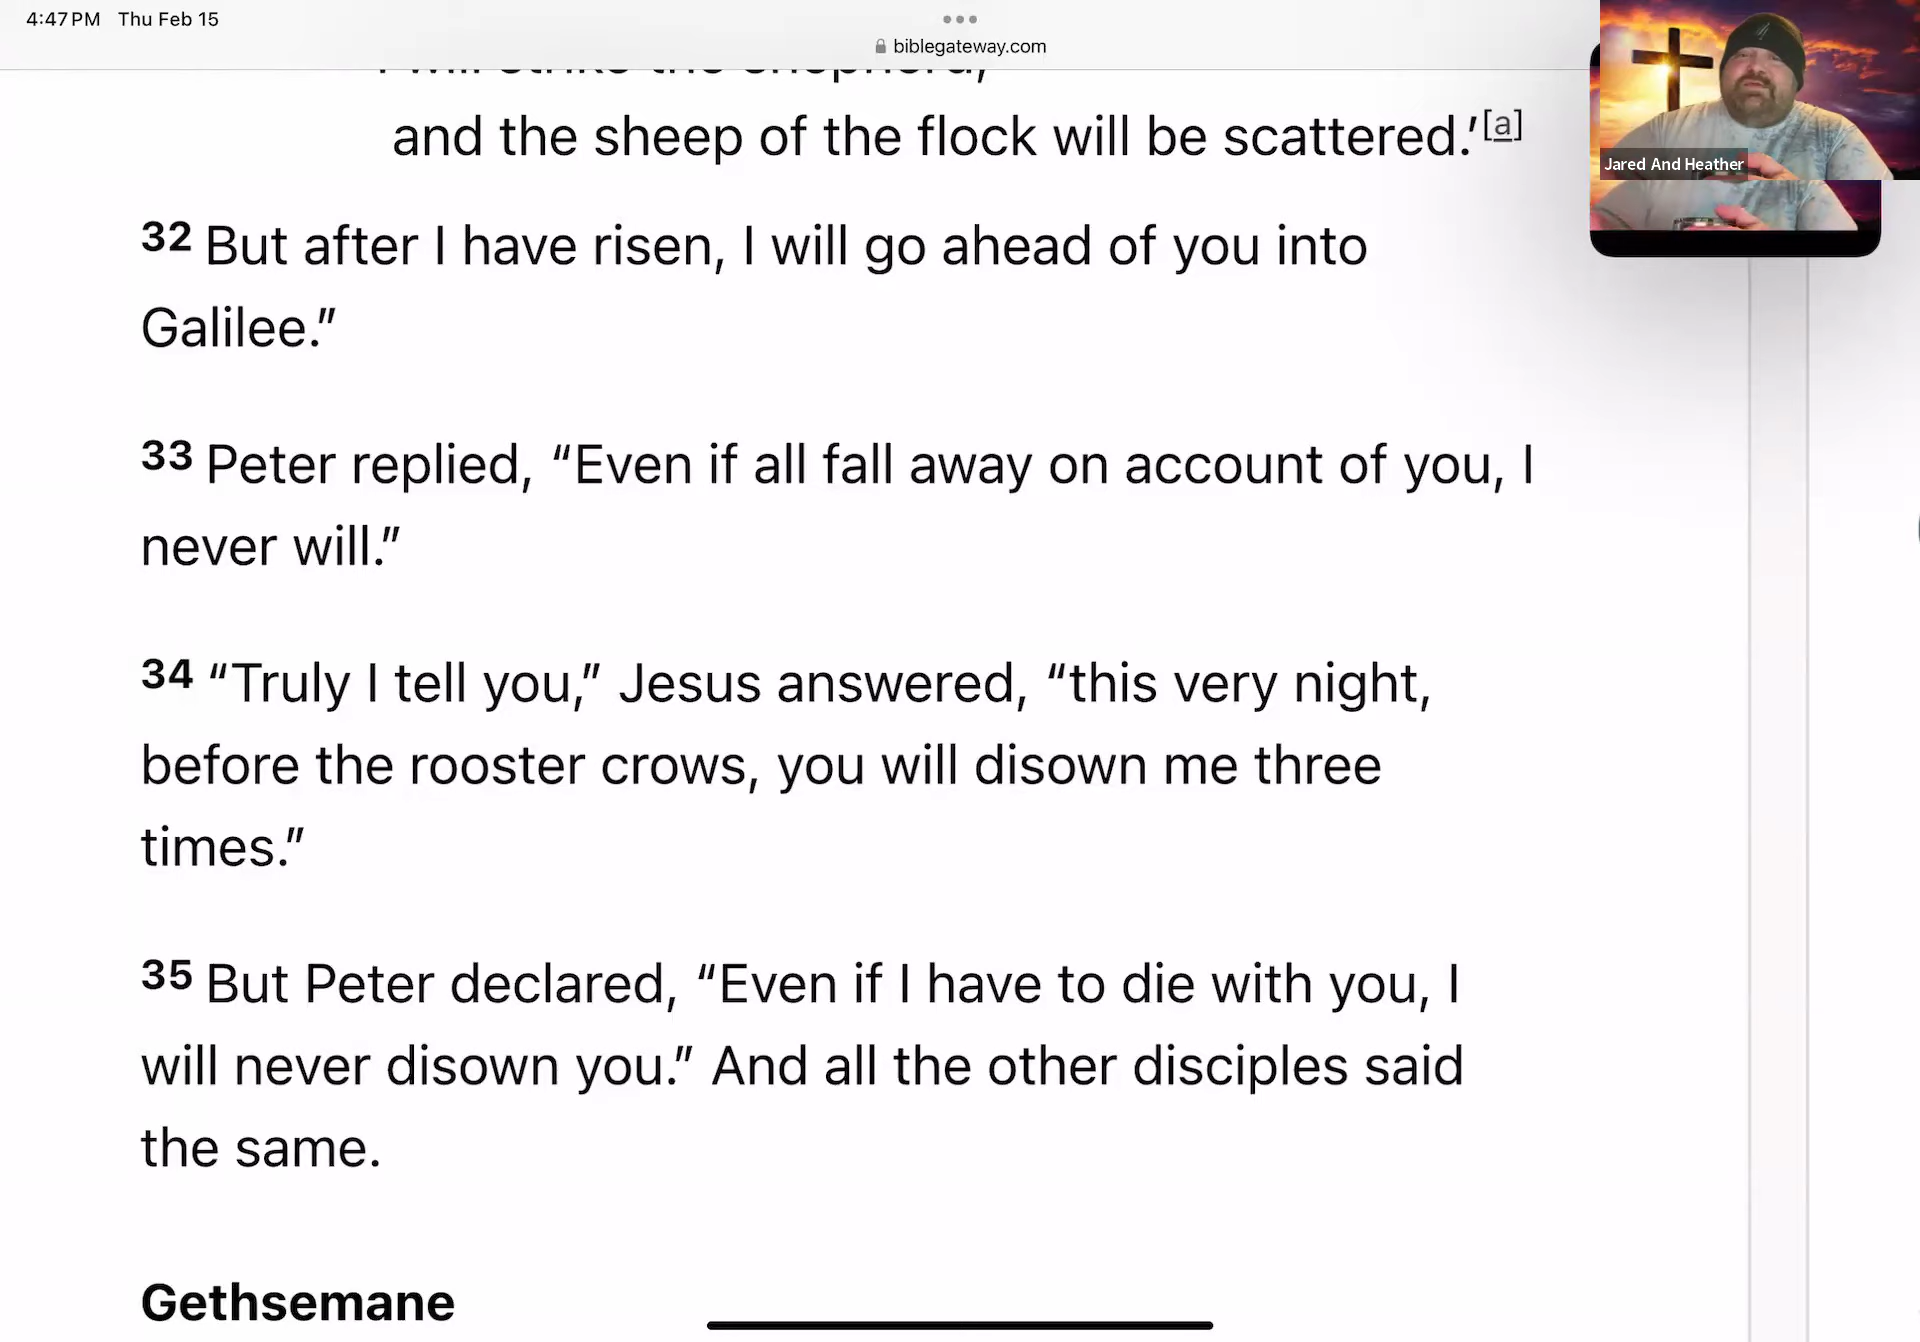 4:47 PM Thu Feb 15
biblegateway.com
I will strike the shepherd,
and the sheep of the flock will be scattered.’[a]
Jared And Heather
32 But after I have risen, I will go ahead of you into
Galilee.”
33 Peter replied, “Even if all fall away on account of you, I
never will.”
34 “Truly I tell you,” Jesus answered, “this very night,
before the rooster crows, you will disown me three
times.”
35 But Peter declared, “Even if I have to die with you, I
will never disown you.” And all the other disciples said
the same.
Gethsemane